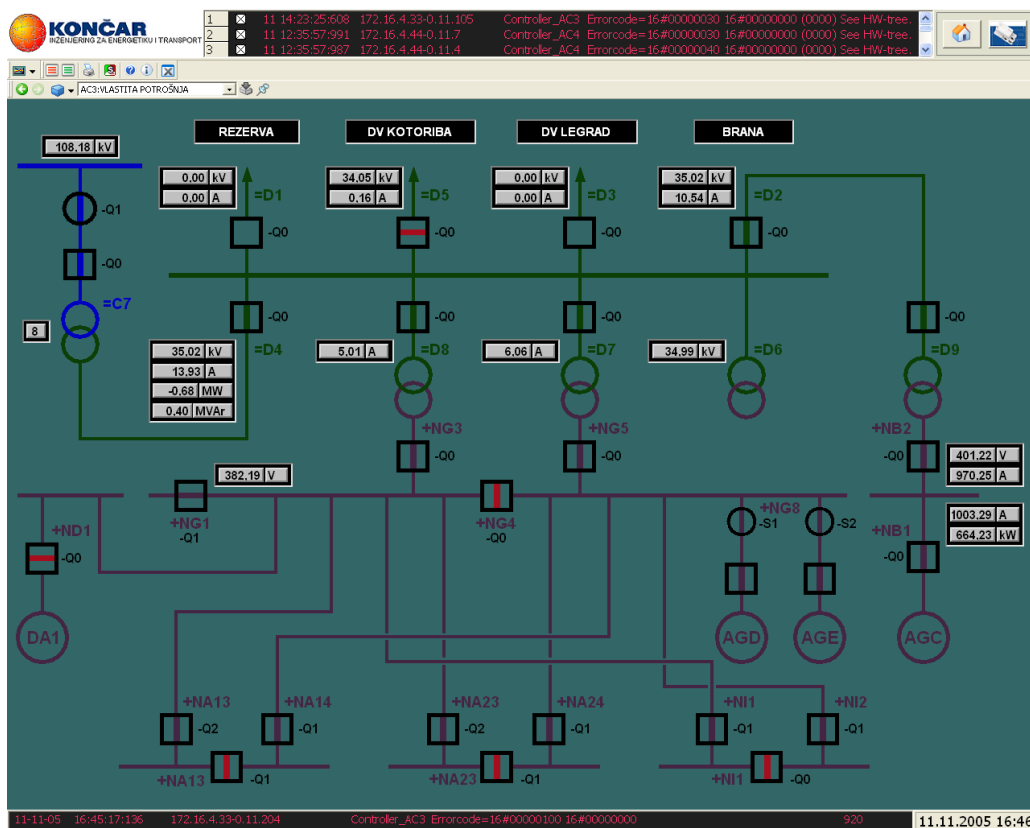 KONČAR
INŽENJERING ZA ENERGETIKU I TRANSPORT
1 11 14:23:25:608 172.16.4.33-0.11.105 Controller_AC3 Errorcode=16#00000030 16#00000000 (0000) See HW-tree.
2 11 12:35:57:991 172.16.4.44-0.11.7 Controller_AC4 Errorcode=16#00000030 16#00000000 (0000) See HW-tree.
3 11 12:35:57:987 172.16.4.44-0.11.4 Controller_AC4 Errorcode=16#00000040 16#00000000 (0000) See HW-tree.
AC3:VLASTITA POTROŠNJA
REZERVA DV KOTORIBA DV LEGRAD BRANA
108,18 kV
0,00 kV 34,05 kV 0,00 kV 35,02 kV
0,00 A 0,16 A 0,00 A 10,54 A
=D1 =D5 =D3 =D2
-Q1
-Q0 -Q0 -Q0 -Q0
-Q0
=C7
8
-Q0 -Q0 -Q0 -Q0
35,02 kV =D4 5,01 A =D8 6,06 A =D7 34,99 kV =D6 =D9
13,93 A
-0,68 MW
0,40 MVAr
+NG3 +NG5 +NB2
-Q0 -Q0 -Q0
401,22 V
970,25 A
382,19 V
+ND1 +NG1 +NG4 +NG8
-Q1 -Q0 -S1 -S2
1003,29 A
664,23 kW
+NB1
-Q0 -Q0
DA1 AGD AGE AGC
+NA13 +NA14 +NA23 +NA24 +NI1 +NI2
-Q2 -Q1 -Q2 -Q1 -Q1 -Q1
+NA13 -Q1 +NA23 -Q1 +NI1 -Q0
11-11-05 16:45:17:136 172.16.4.33-0.11.204 Controller_AC3 Errorcode=16#00000100 16#00000000 920 11.11.2005 16:46